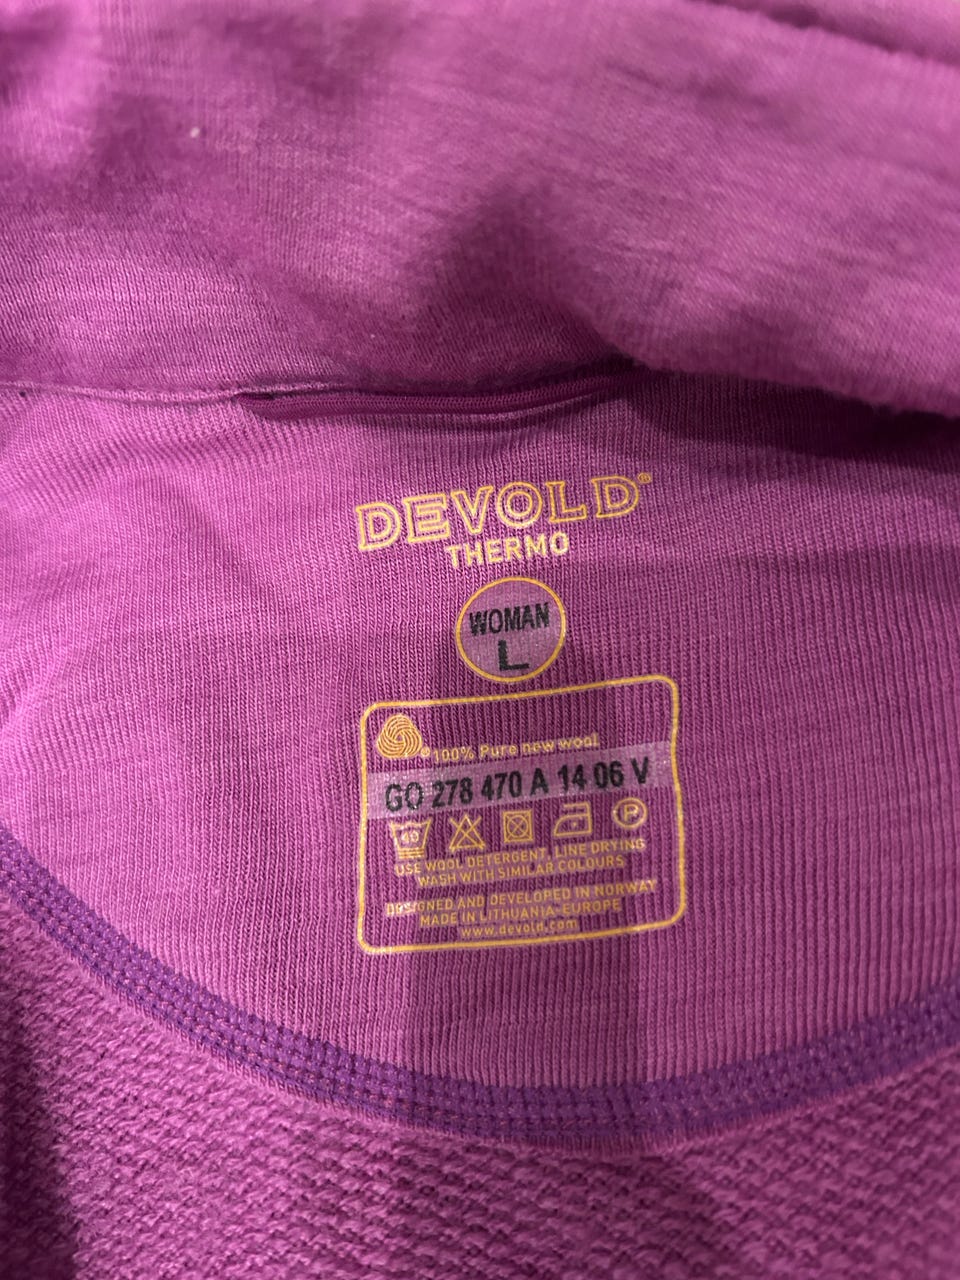 DEVOLD®
THERMO
WOMAN
L
® 100% Pure new wool
GO 278 470 A 14 06 V
40 P
USE WOOL DETERGENT, LINE DRYING
WASH WITH SIMILAR COLOURS
DESIGNED AND DEVELOPED IN NORWAY
MADE IN LITHUANIA-EUROPE
www.devold.com